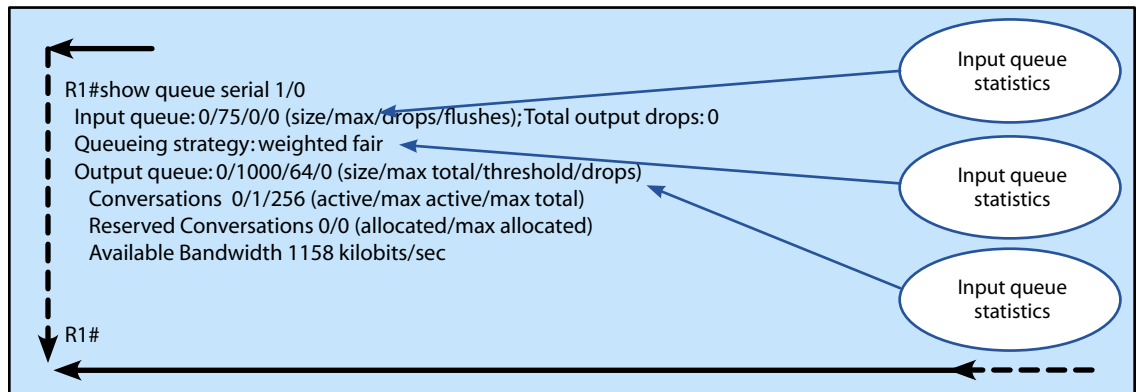 R1#show queue serial 1/0
Input queue: 0/75/0/0 (size/max/drops/flushes); Total output drops: 0
Queueing strategy: weighted fair
Output queue: 0/1000/64/0 (size/max total/threshold/drops)
Conversations 0/1/256 (active/max active/max total)
Reserved Conversations 0/0 (allocated/max allocated)
Available Bandwidth 1158 kilobits/sec
R1#
Input queue
statistics
Input queue
statistics
Input queue
statistics